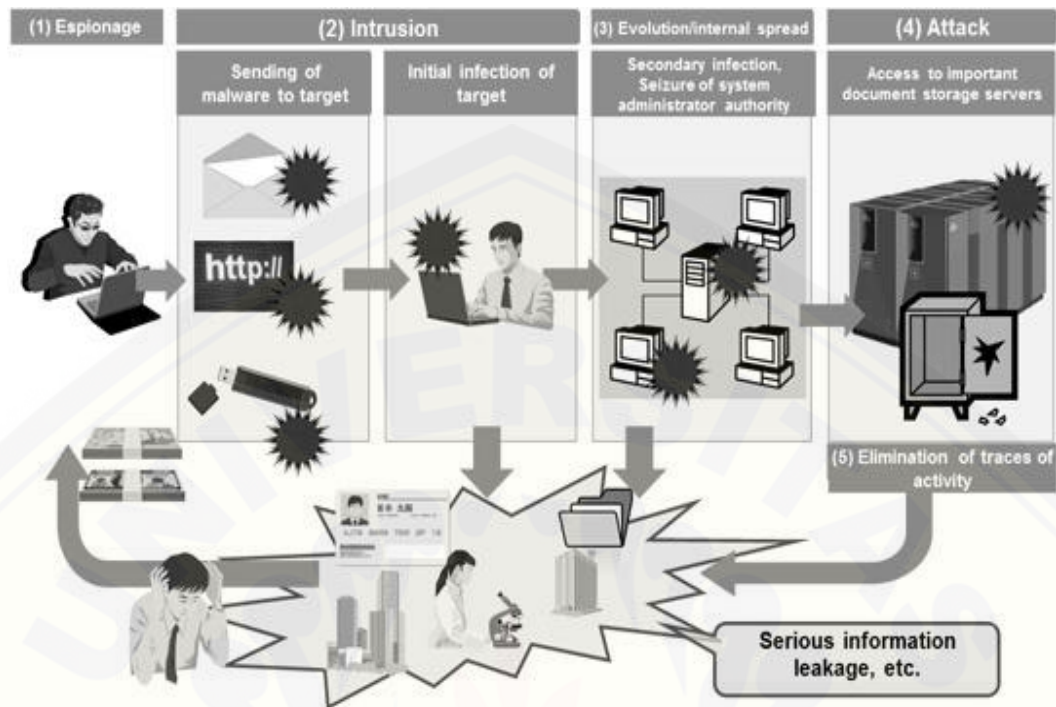 (1) Espionage
(2) Intrusion
(3) Evolution/internal spread
(4) Attack
Sending of
malware to target
Initial infection of
target
Secondary infection,
Seizure of system
administrator authority
Access to important
document storage servers
http://
(5) Elimination of traces of
activity
Serious information
leakage, etc.
UNIVERSITAS